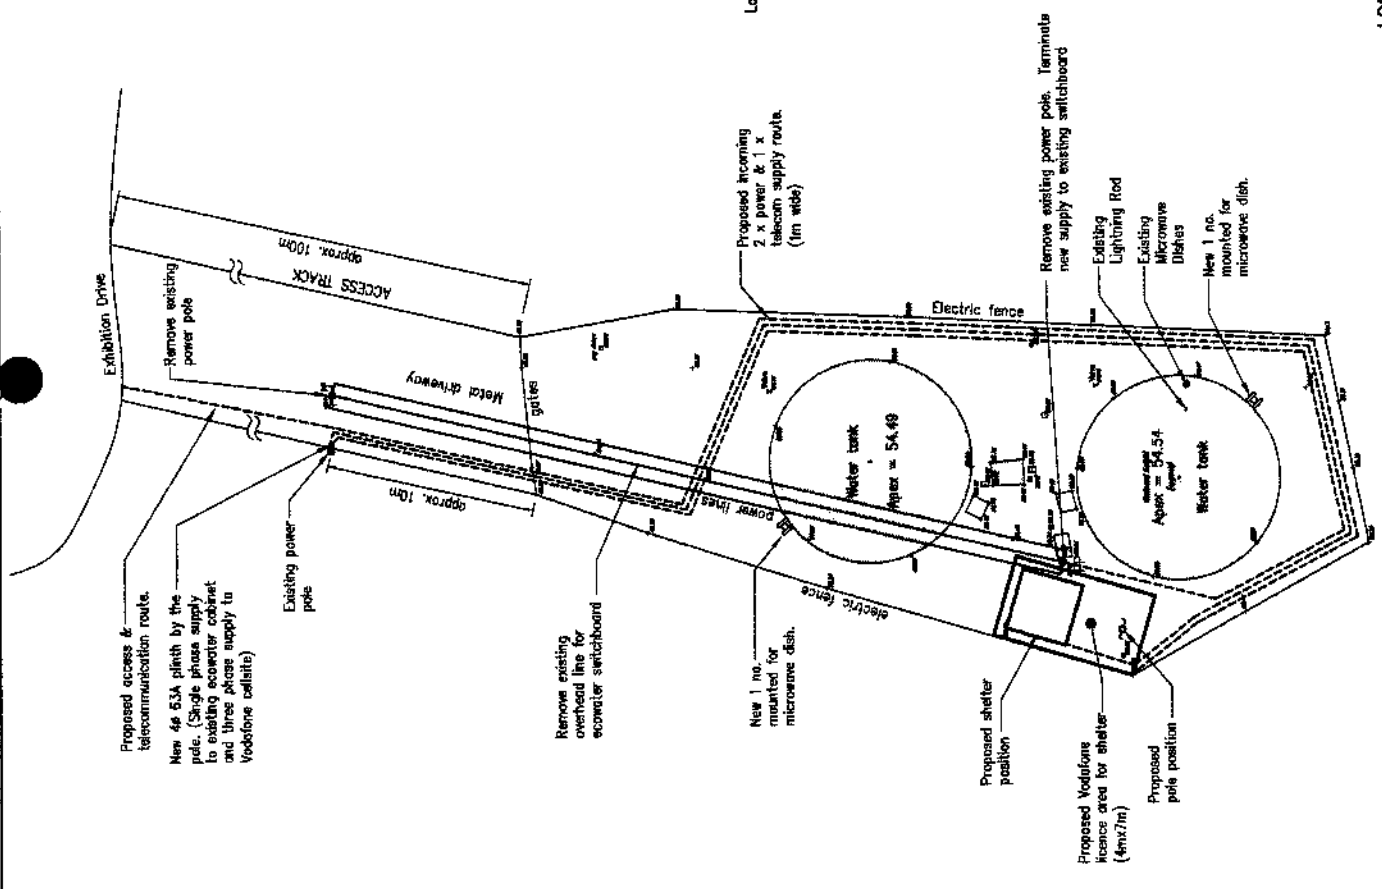 Exhibition Drive
Remove existing
power pole
approx. 100m
ACCESS TRACK
Proposed access &
telecommunication route.
New 4ø 63A plinth by the
pole. (Single phase supply
to existing ecowater cabinet
and three phase supply to
Vodafone cellsite)
Existing power
pole
approx. 10m
Metal driveway
gates
power lines
Remove existing
overhead line for
ecowater switchboard
New 1 no.
mounted for
microwave dish.
electric fence
Proposed incoming
2 x power & 1 x
telecom supply route.
(1m wide)
Electric fence
Water tank
Apex = 54.49
Apex = 54.54
Water tank
Remove existing power pole. Terminate
new supply to existing switchboard
Existing
Lightning Rod
Existing
Microwave
Dishes
New 1 no.
mounted for
microwave dish.
Proposed shelter
position
Proposed Vodafone
licence area for shelter
(4mx7m)
Proposed
pole position